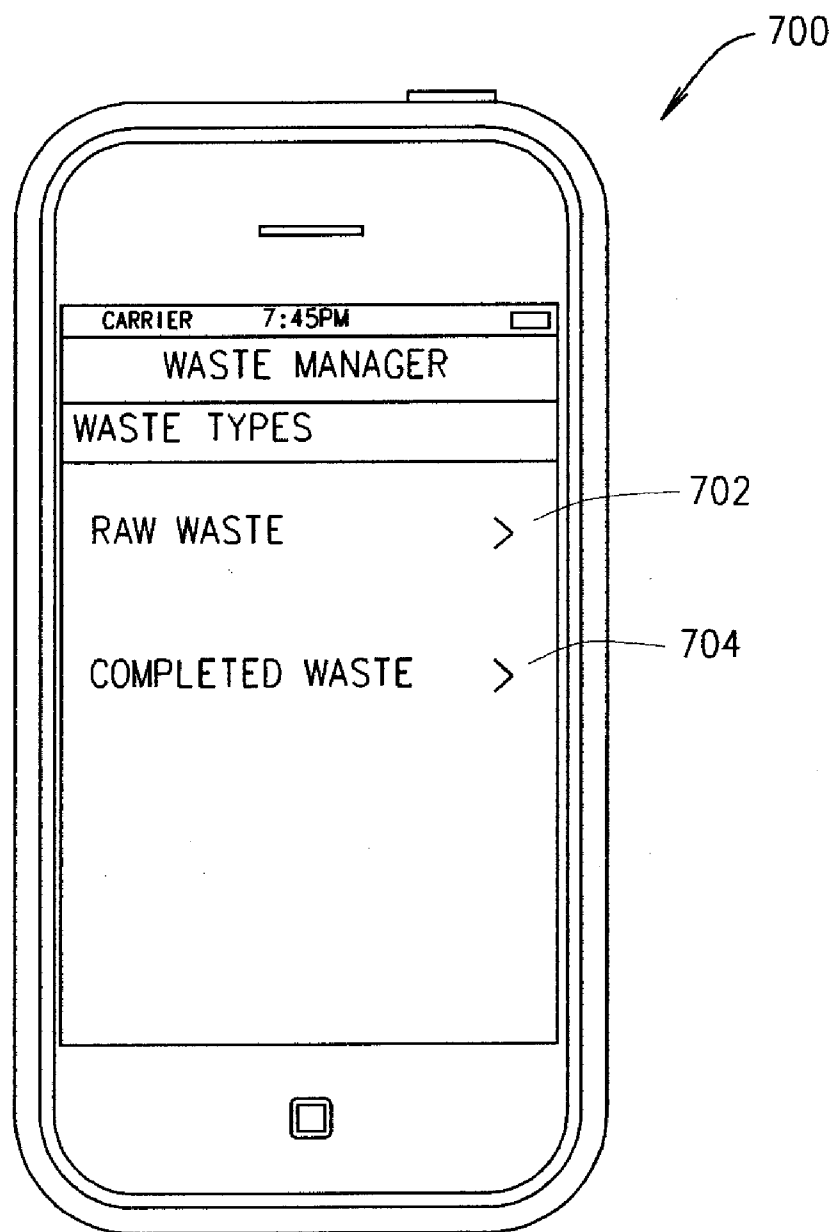 700
CARRIER 7:45PM
WASTE MANAGER
WASTE TYPES
RAW WASTE >
702
COMPLETED WASTE >
704